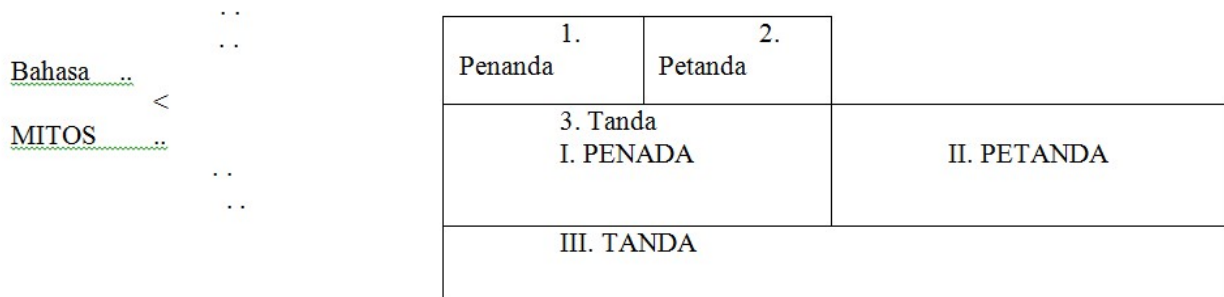 . .
. .
Bahasa ..
<
MITOS ..
. .
. .
1.
Penanda
2.
Petanda
3. Tanda
I. PENADA
II. PETANDA
III. TANDA